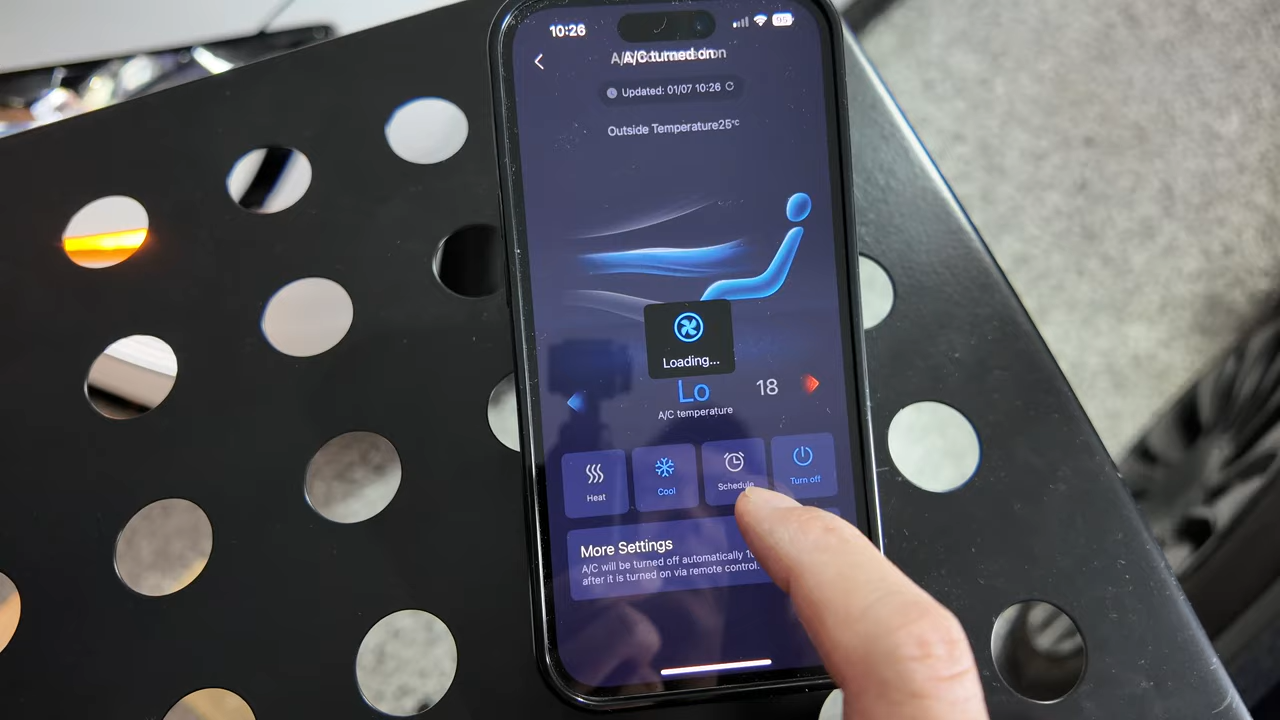 10:26
95
A/C turned on
Updated: 01/07 10:26
Outside Temperature25°C
Loading...
Lo
18
A/C temperature
Heat
Cool
Schedule
Turn off
More Settings
A/C will be turned off automatically
after it is turned on via remote control.